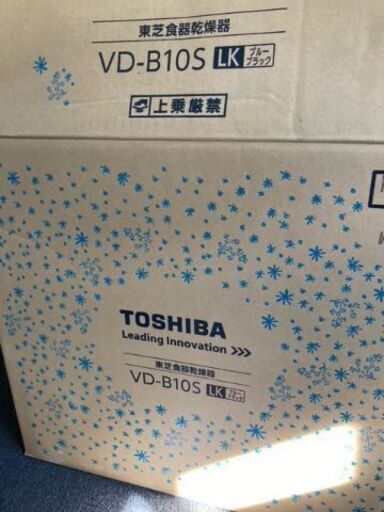 東芝食器乾燥器
VD-B10S LK ブルーブラック
上乗厳禁
TOSHIBA
Leading Innovation >>>
東芝食器乾燥器
VD-B10S LK ブルーブラック